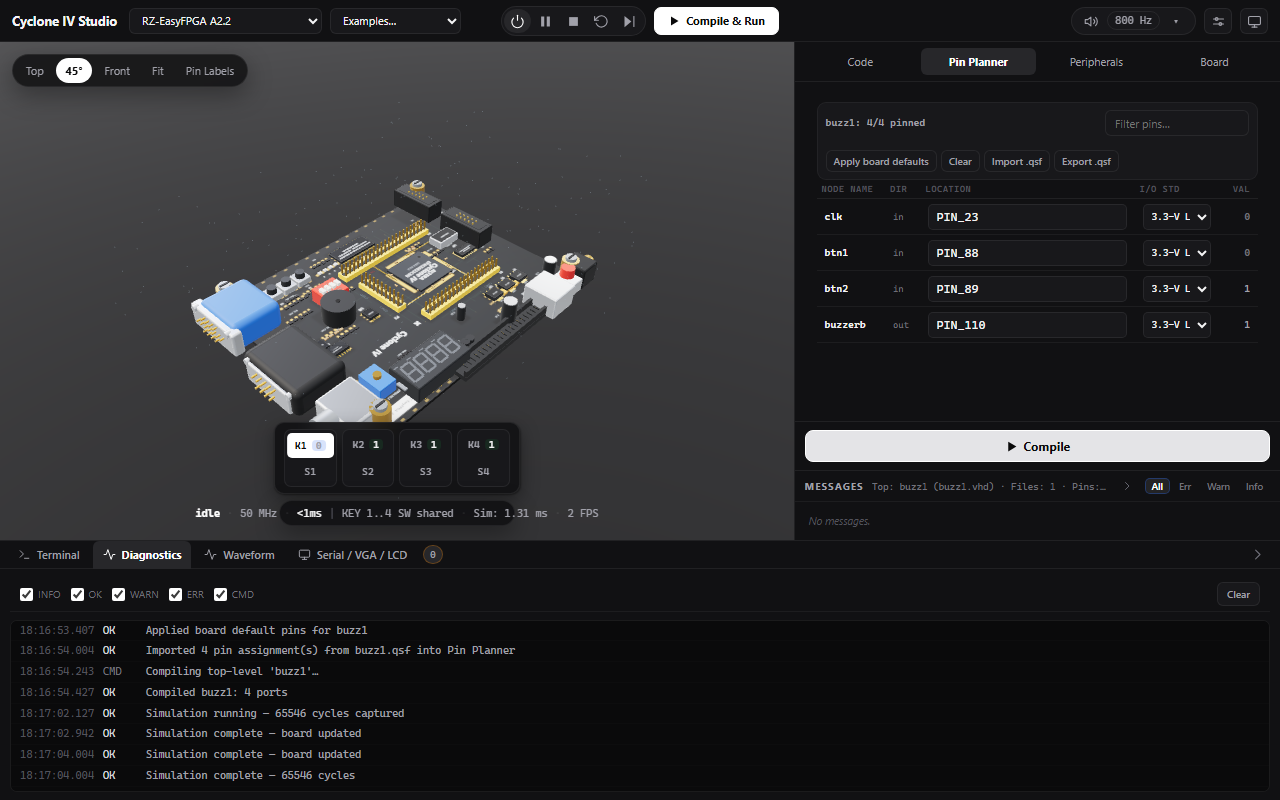 Cyclone IV Studio
RZ-EasyFPGA A2.2
Examples...
Compile & Run
800 Hz
Top 45° Front Fit Pin Labels
Code Pin Planner Peripherals Board
buzz1: 4/4 pinned
Filter pins...
Apply board defaults Clear Import .qsf Export .qsf
NODE NAME DIR LOCATION I/O STD VAL
clk in PIN_23 3.3-V L 0
btn1 in PIN_88 3.3-V L 0
btn2 in PIN_89 3.3-V L 1
buzzerb out PIN_110 3.3-V L 1
Cyclone IV
K1 0 K2 1 K3 1 K4 1
S1 S2 S3 S4
idle · 50 MHz <1ms | KEY 1..4 SW shared · Sim: 1.31 ms · 2 FPS
Compile
MESSAGES Top: buzz1 (buzz1.vhd) · Files: 1 · Pins:…
All Err Warn Info
No messages.
Terminal Diagnostics Waveform Serial / VGA / LCD 0
INFO OK WARN ERR CMD
Clear
18:16:53.407 OK Applied board default pins for buzz1
18:16:54.004 OK Imported 4 pin assignment(s) from buzz1.qsf into Pin Planner
18:16:54.243 CMD Compiling top-level 'buzz1'…
18:16:54.427 OK Compiled buzz1: 4 ports
18:17:02.127 OK Simulation running — 65546 cycles captured
18:17:02.942 OK Simulation complete — board updated
18:17:04.004 OK Simulation complete — board updated
18:17:04.004 OK Simulation complete — 65546 cycles